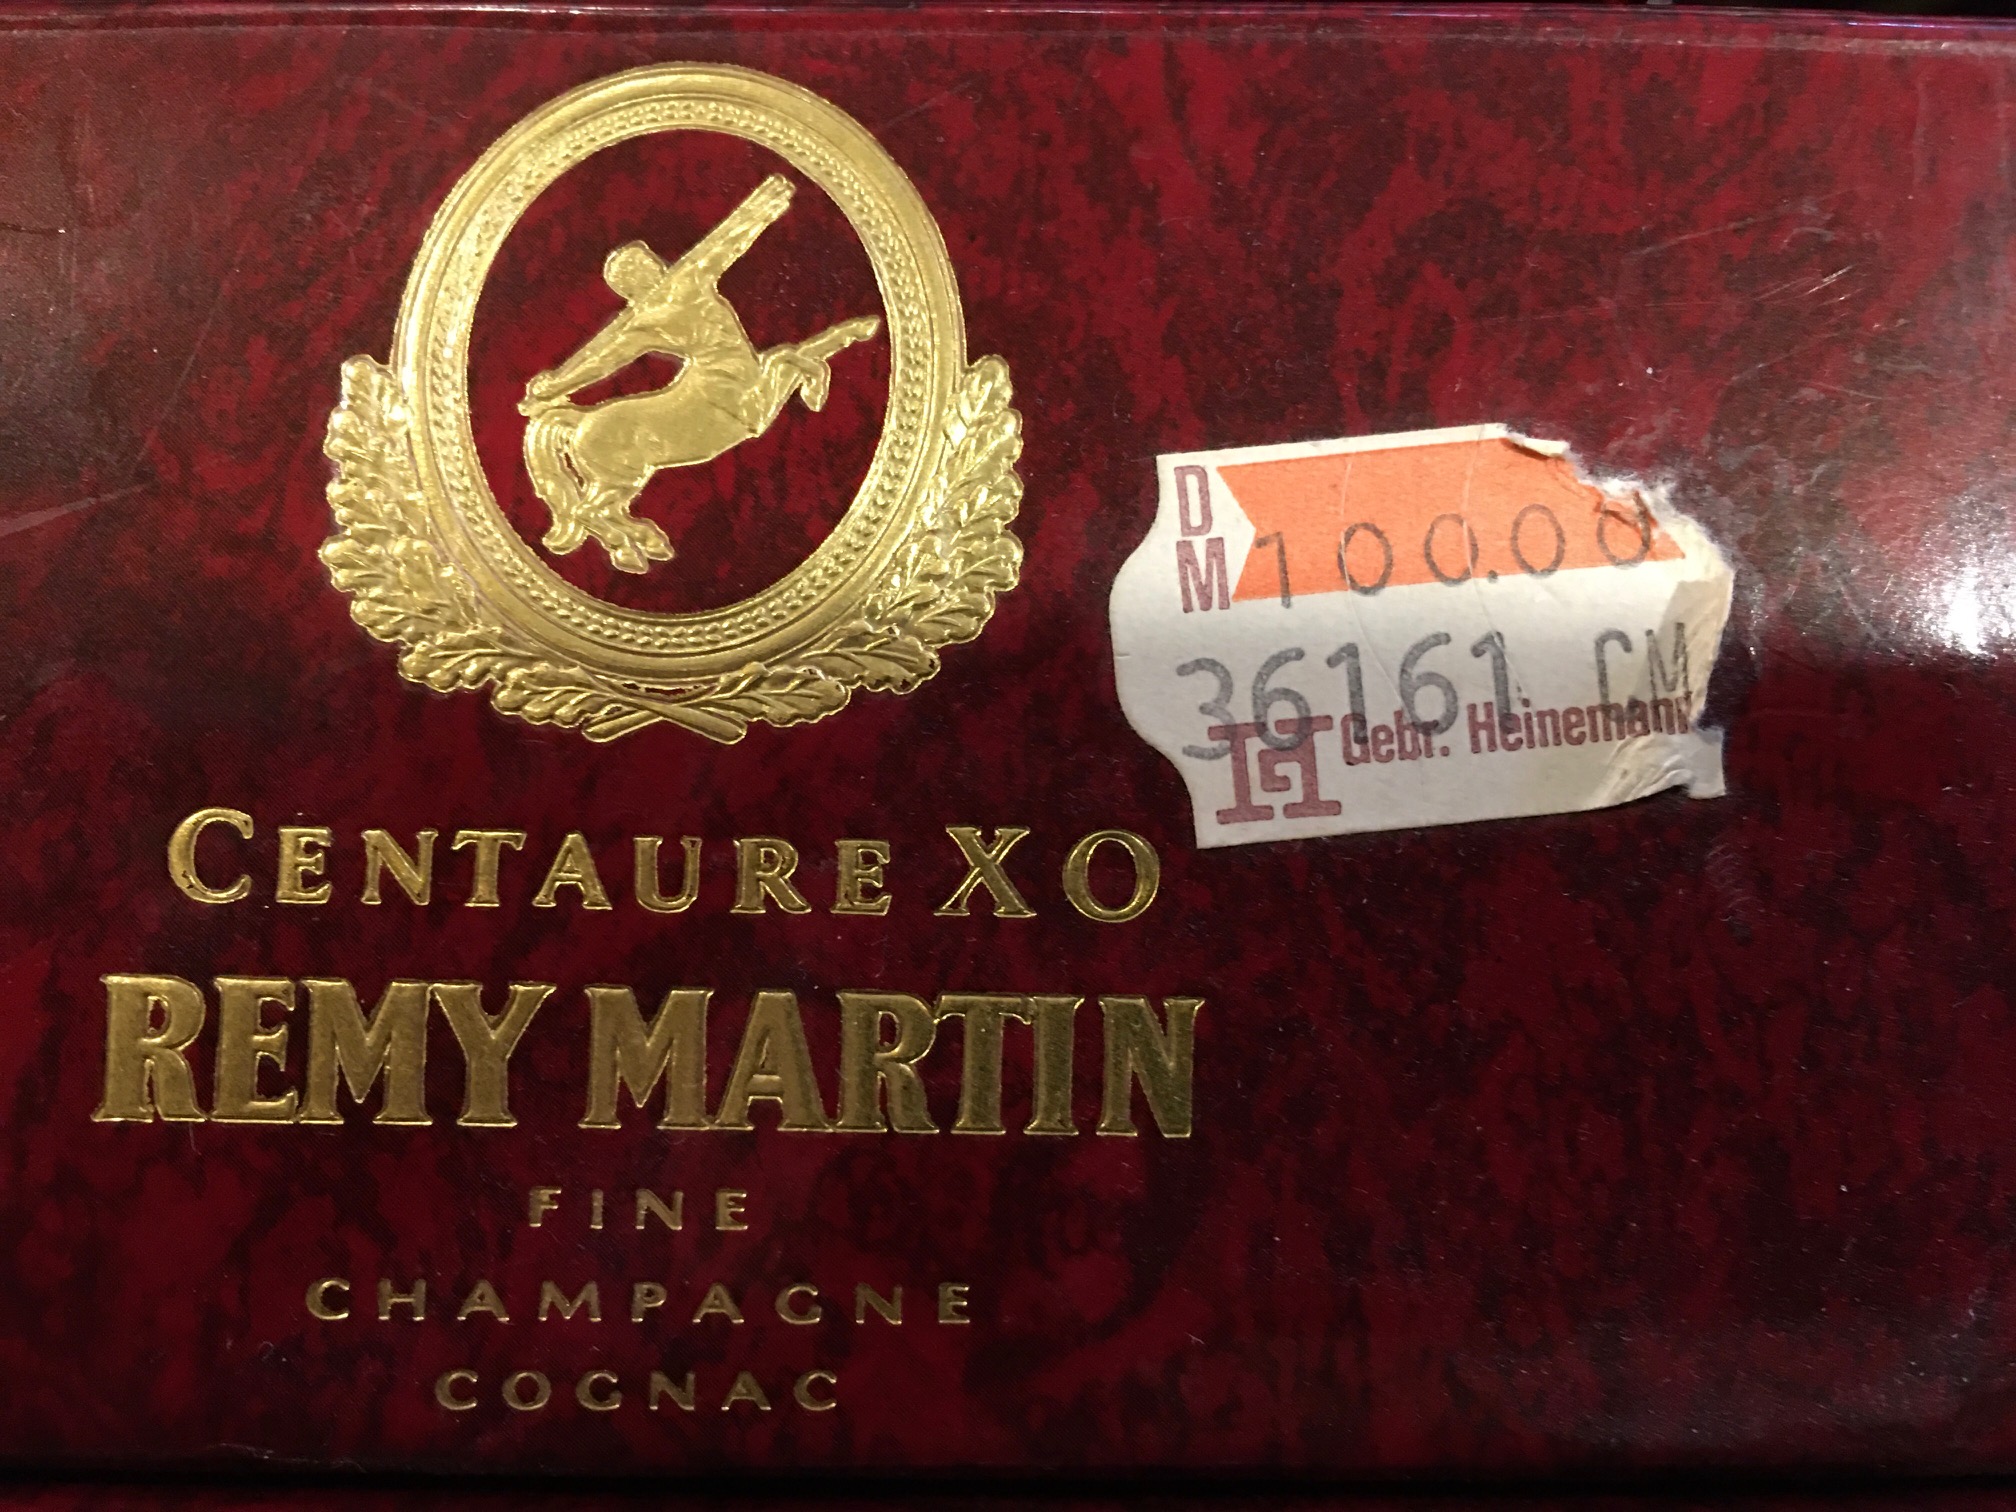 CENTAURE XO
REMY MARTIN
FINE
CHAMPAGNE
COGNAC
DM 100.00
36161 CM
H Gebr. Heinemann